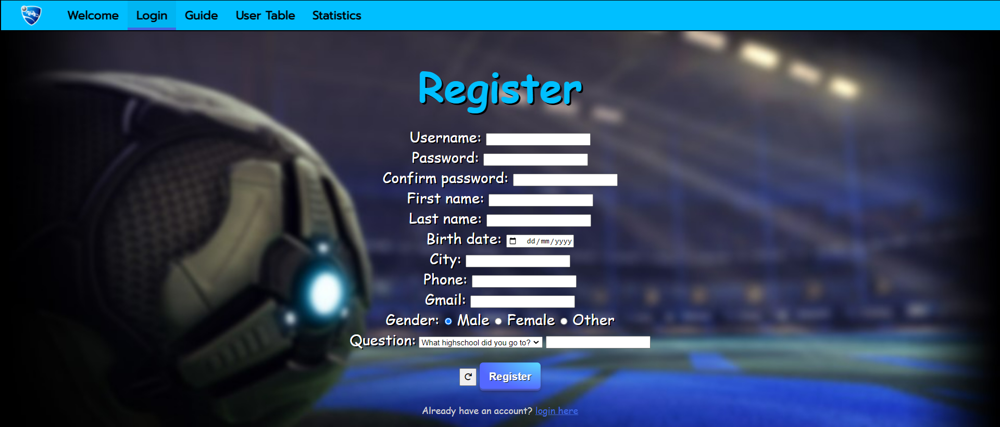 Welcome Login Guide User Table Statistics
Register
Username:
Password:
Confirm password:
First name:
Last name:
Birth date: dd/mm/yyyy
City:
Phone:
Gmail:
Gender: Male Female Other
Question: What highschool did you go to?
Register
Already have an account? login here